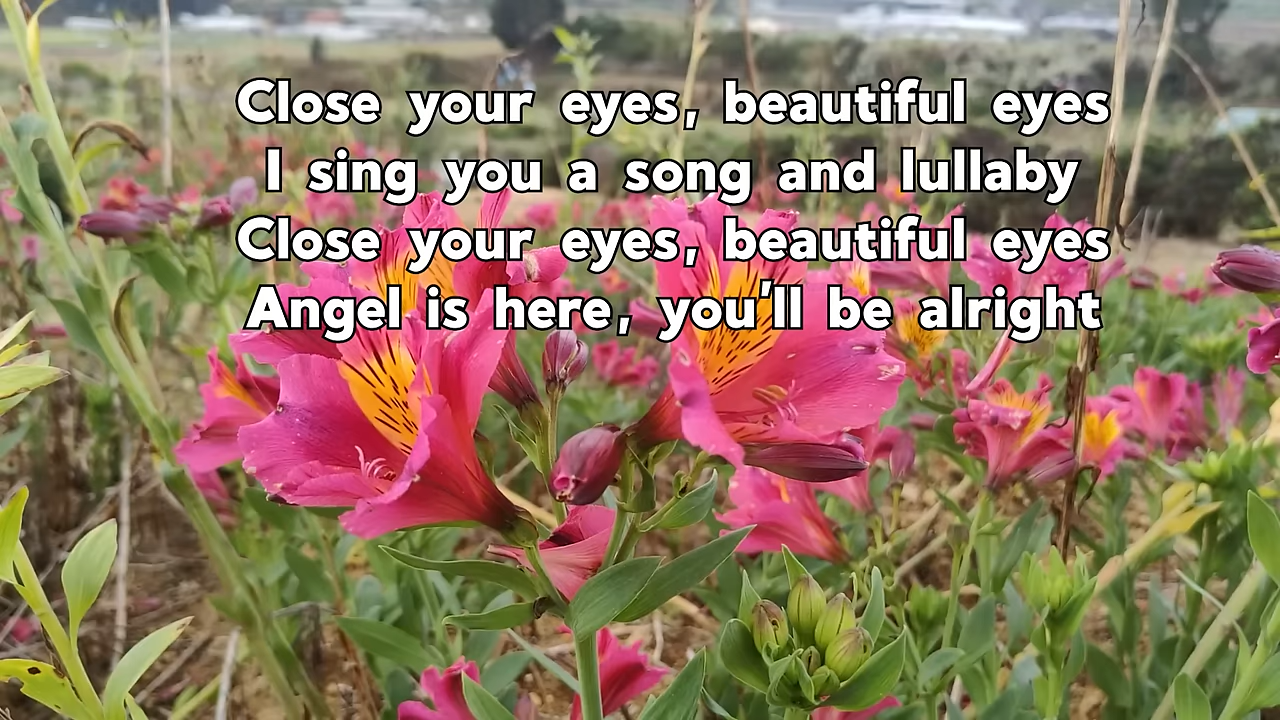 Close your eyes, beautiful eyes
I sing you a song and lullaby
Close your eyes, beautiful eyes
Angel is here, you'll be alright